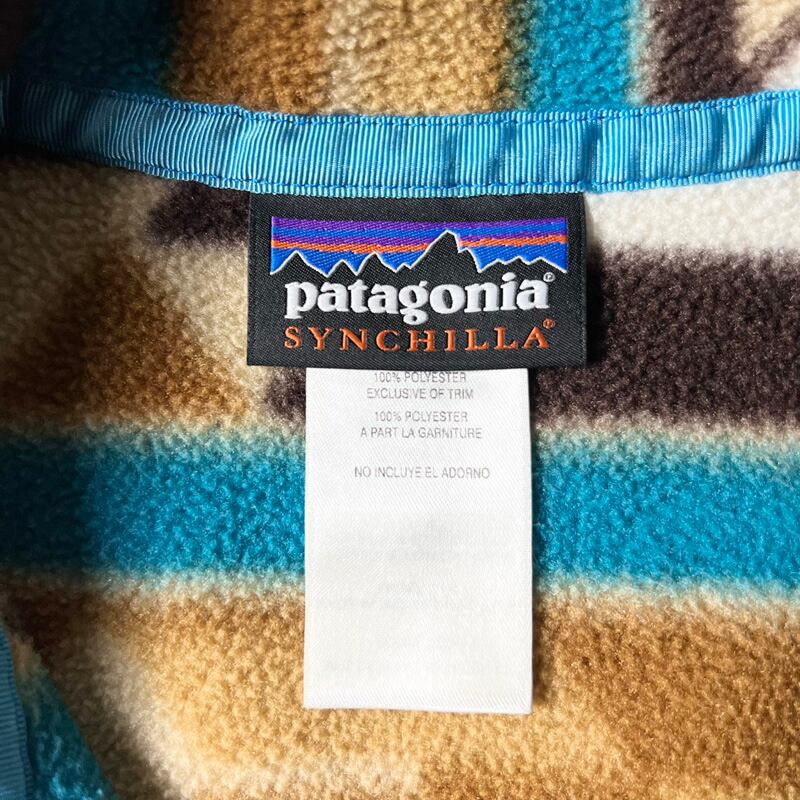 patagonia®
SYNCHILLA®
100% POLYESTER
EXCLUSIVE OF TRIM
100% POLYESTER
A PART LA GARNITURE
NO INCLUYE EL ADORNO